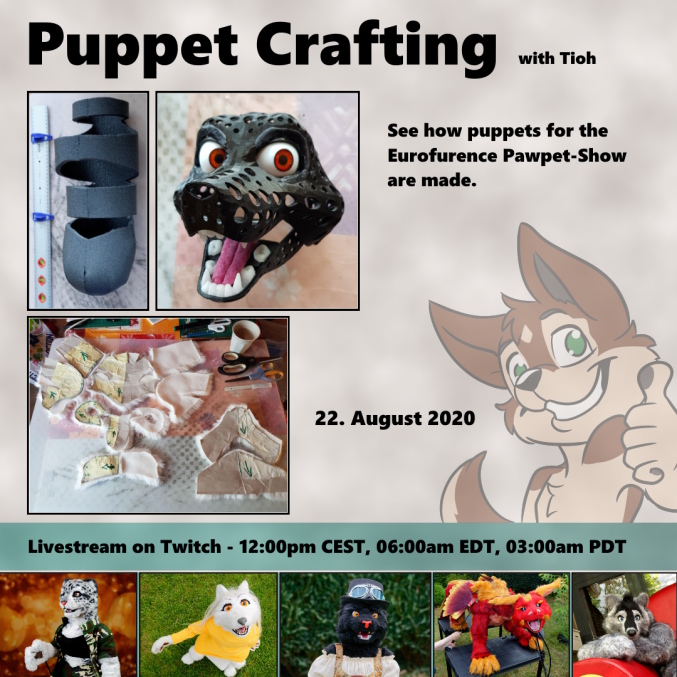 Puppet Crafting with Tioh
See how puppets for the
Eurofurence Pawpet-Show
are made.
22. August 2020
Livestream on Twitch - 12:00pm CEST, 06:00am EDT, 03:00am PDT